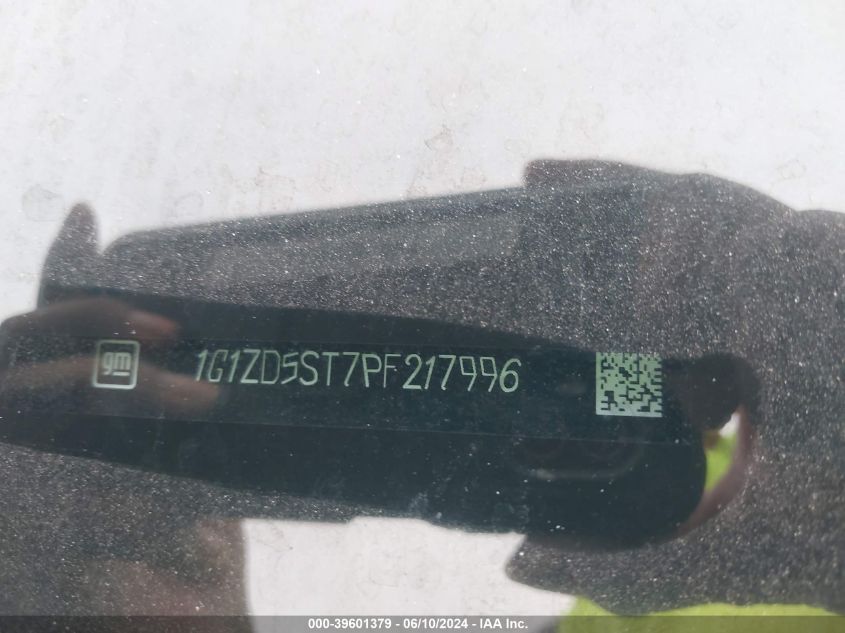 gm 1G1ZD5ST7PF217996
000-39601379 - 06/10/2024 - IAA Inc.